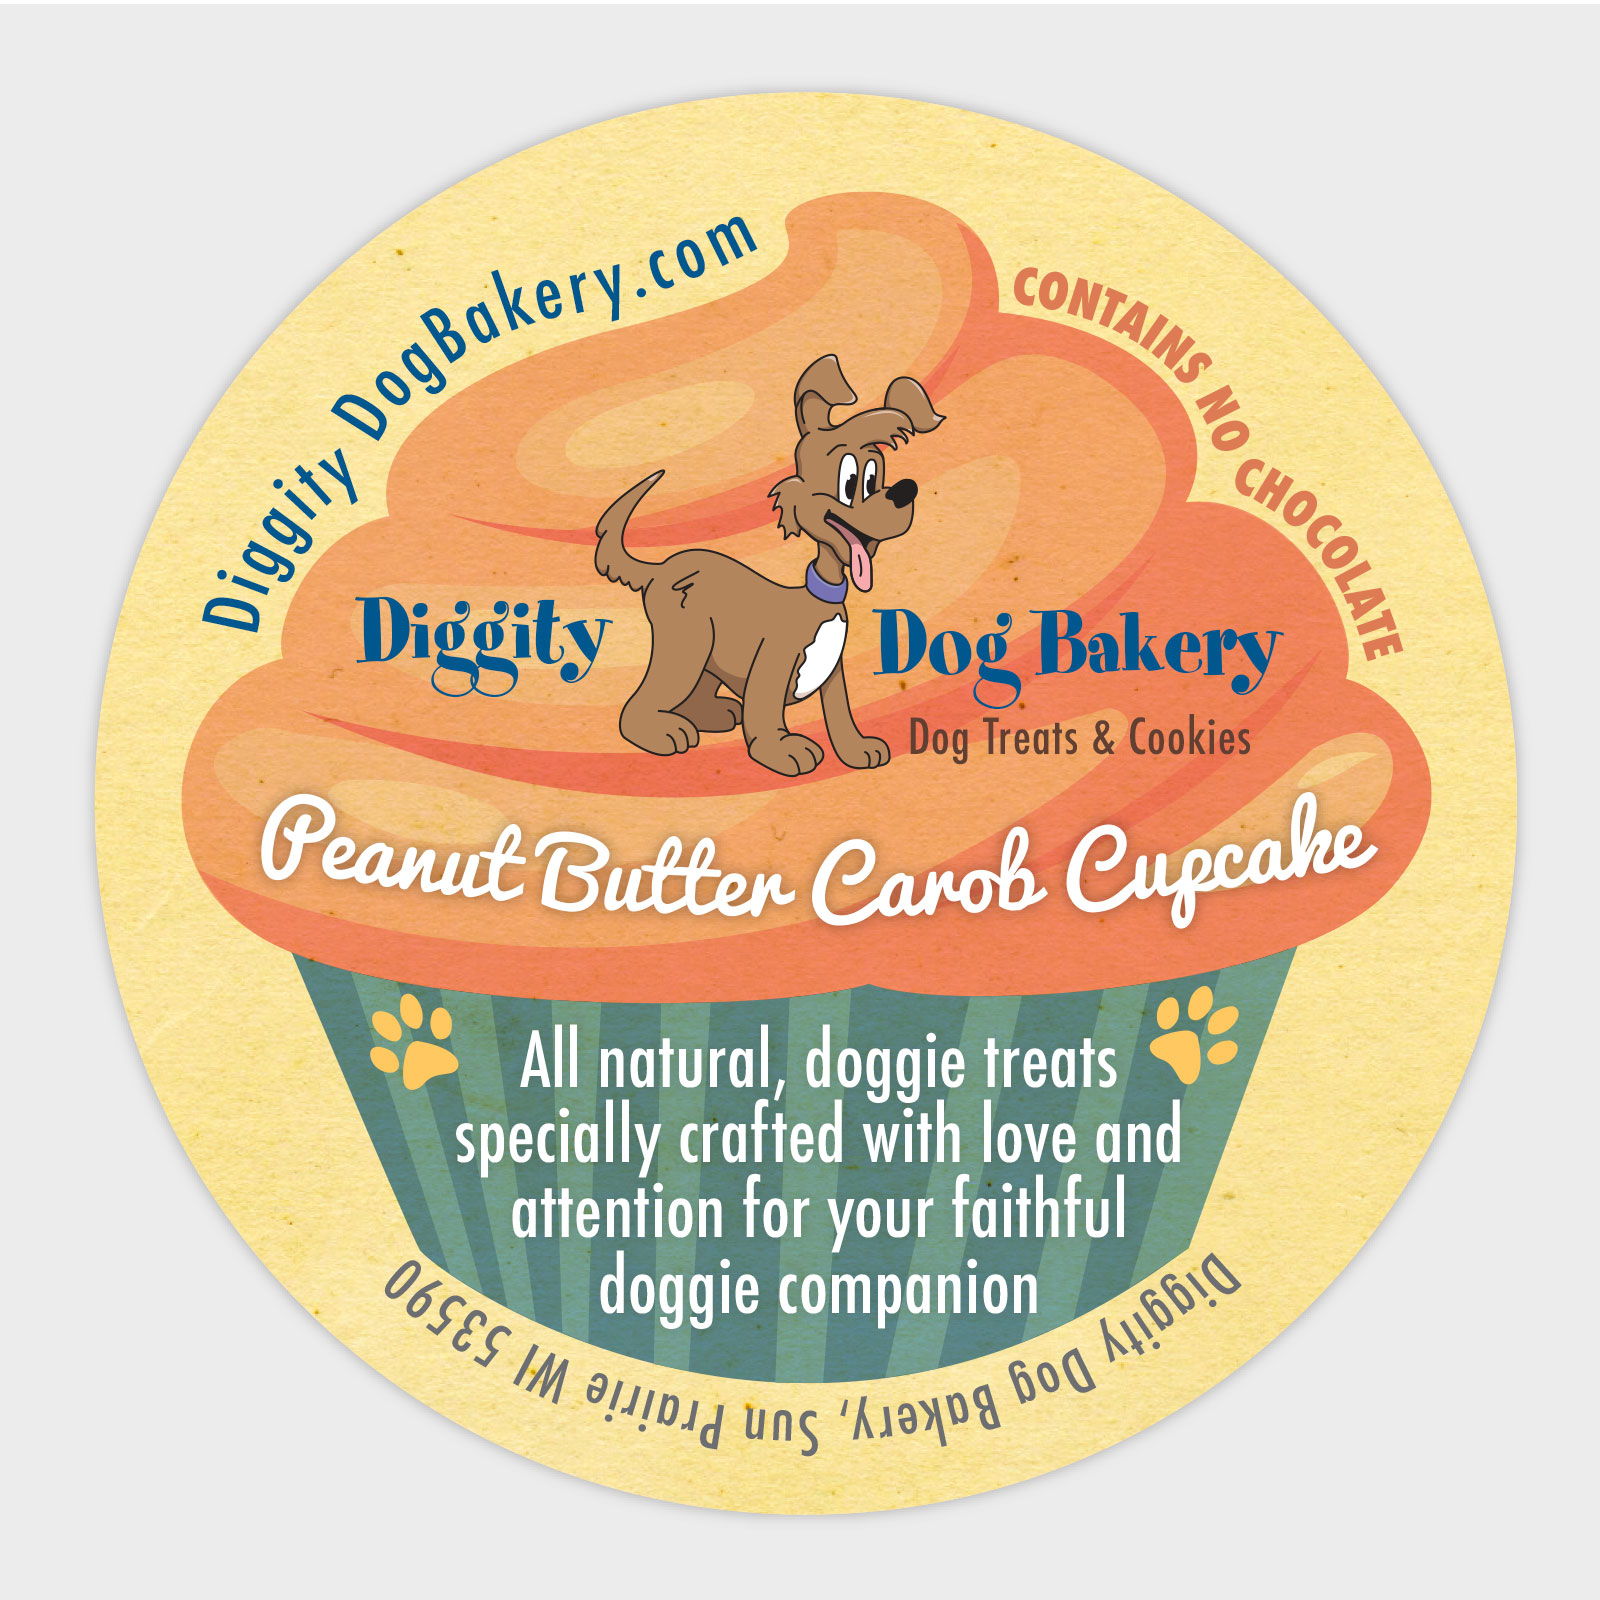 Diggity DogBakery.com
CONTAINS NO CHOCOLATE
Diggity Dog Bakery
Dog Treats & Cookies
Peanut Butter Carob Cupcake
All natural, doggie treats
specially crafted with love and
attention for your faithful
doggie companion
Diggity Dog Bakery, Sun Prairie WI 53590